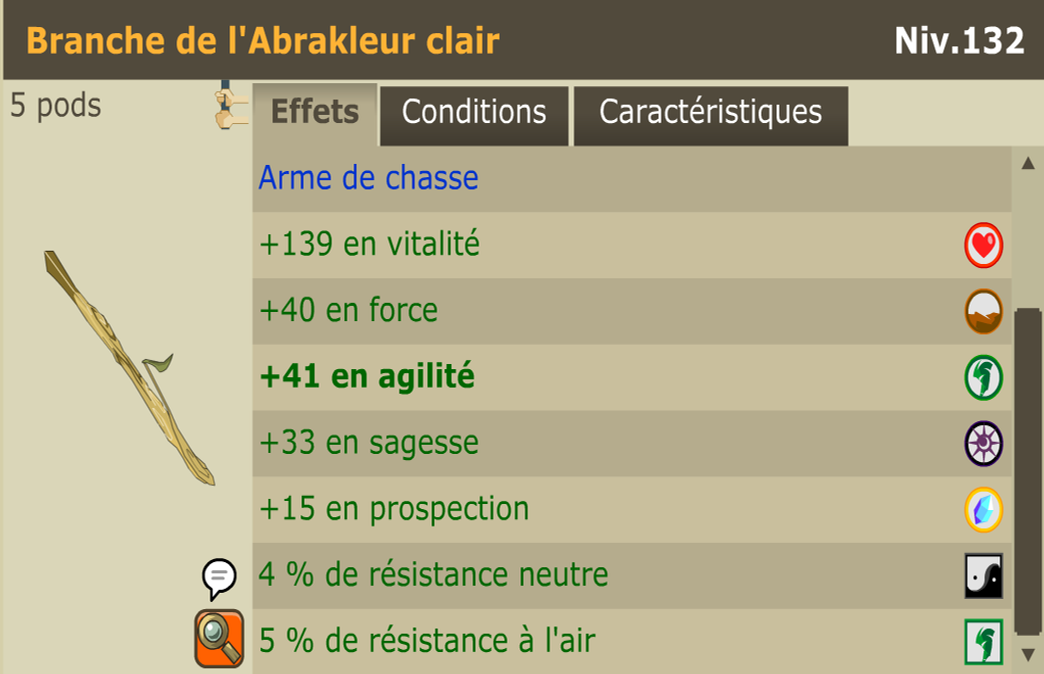 Branche de l'Abrakleur clair
Niv.132
5 pods
Effets
Conditions
Caractéristiques
Arme de chasse
+139 en vitalité
+40 en force
+41 en agilité
+33 en sagesse
+15 en prospection
4 % de résistance neutre
5 % de résistance à l'air